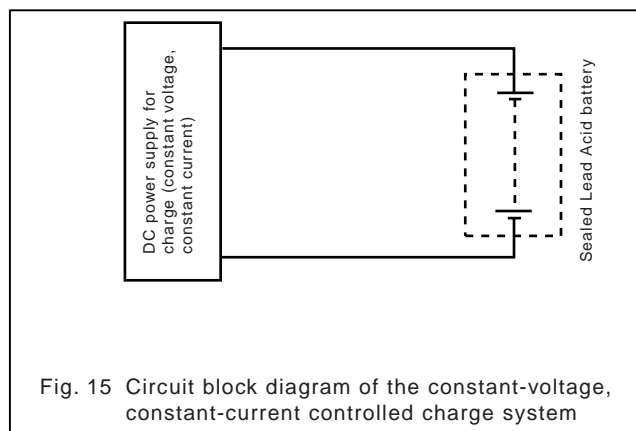 DC power supply for
charge (constant voltage,
constant current)
Sealed Lead Acid battery
Fig. 15 Circuit block diagram of the constant-voltage,
constant-current controlled charge system